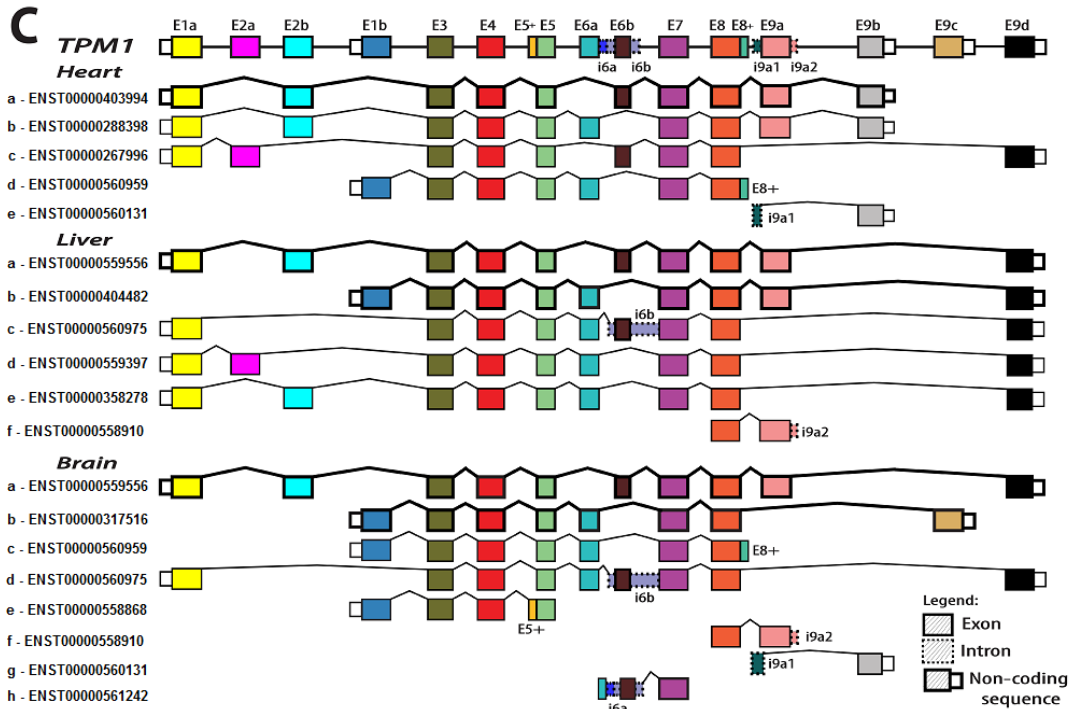 C
E1a E2a E2b E1b E3 E4 E5+ E5 E6a E6b E7 E8 E8+ E9a E9b E9c E9d
TPM1
i6a i6b i9a1 i9a2
Heart
a - ENST00000403994
b - ENST00000288398
c - ENST00000267996
d - ENST00000560959 E8+
e - ENST00000560131 i9a1
Liver
a - ENST00000559556
b - ENST00000404482
c - ENST00000560975 i6b
d - ENST00000559397
e - ENST00000358278
f - ENST00000558910 i9a2
Brain
a - ENST00000559556
b - ENST00000317516
c - ENST00000560959 E8+
d - ENST00000560975 i6b
e - ENST00000558868 E5+
f - ENST00000558910 i9a2
g - ENST00000560131 i9a1
h - ENST00000561242 i6a
Legend:
Exon
Intron
Non-coding
sequence